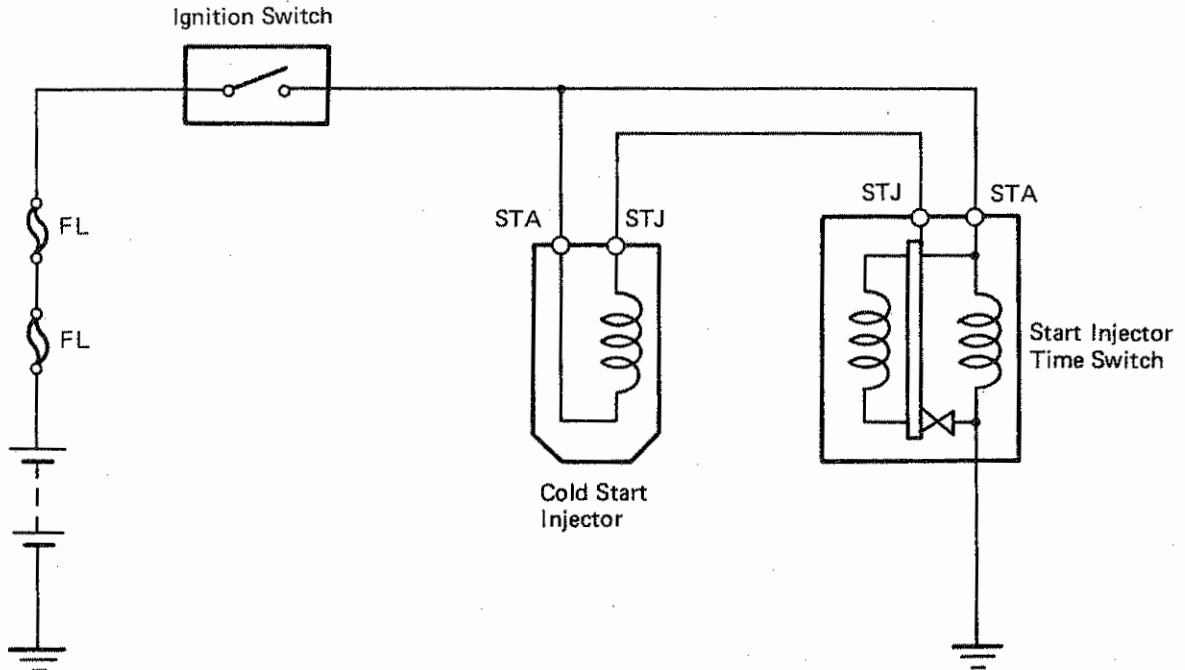 Ignition Switch
FL
FL
STA
STJ
STJ
STA
Start Injector
Time Switch
Cold Start
Injector